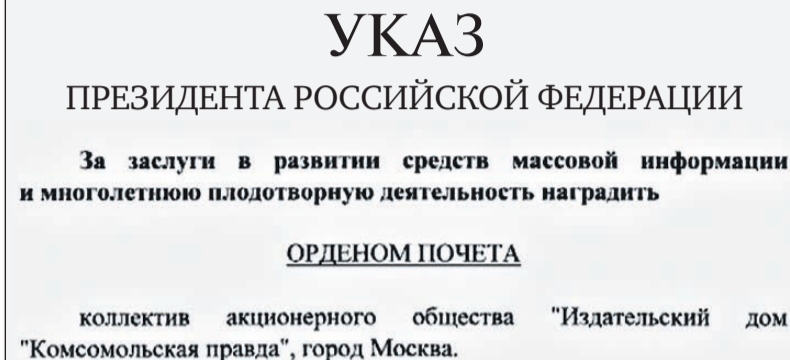 УКАЗ
ПРЕЗИДЕНТА РОССИЙСКОЙ ФЕДЕРАЦИИ
За заслуги в развитии средств массовой информации
и многолетнюю плодотворную деятельность наградить
ОРДЕНОМ ПОЧЕТА
коллектив акционерного общества "Издательский дом
"Комсомольская правда", город Москва.